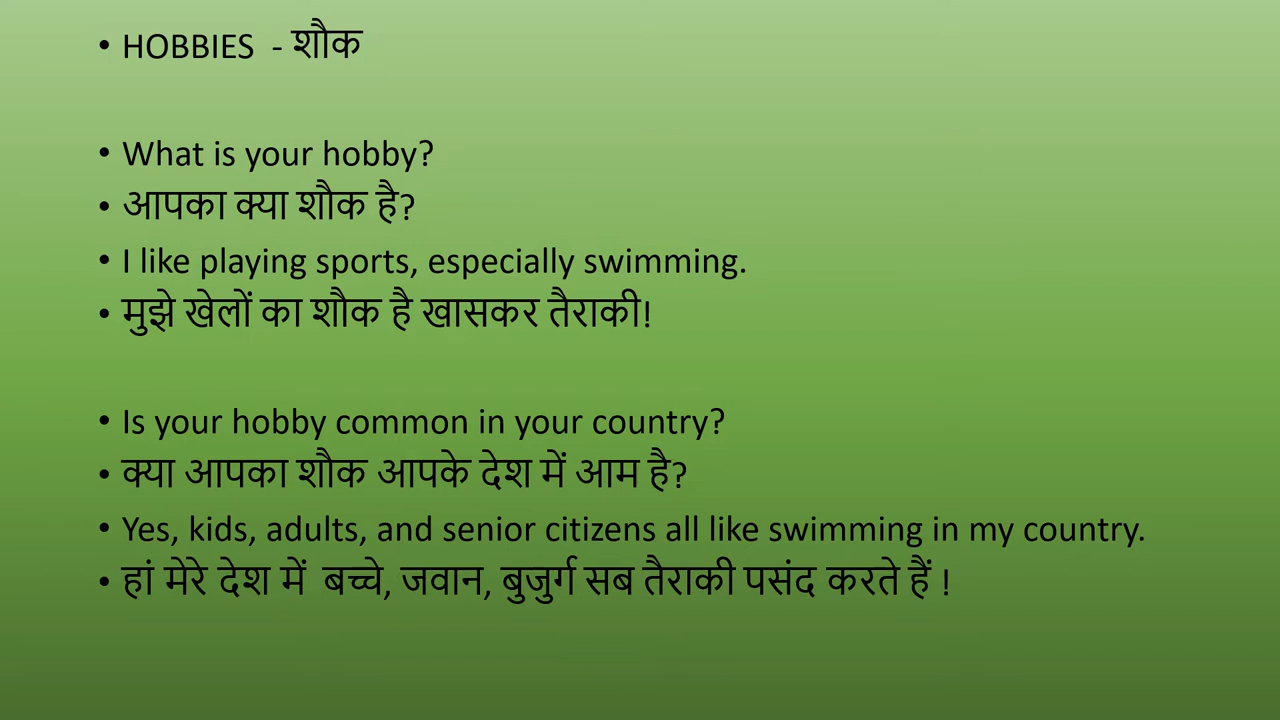 • HOBBIES - शौक
• What is your hobby?
• आपका क्या शौक है?
• I like playing sports, especially swimming.
• मुझे खेलों का शौक है खासकर तैराकी!
• Is your hobby common in your country?
• क्या आपका शौक आपके देश में आम है?
• Yes, kids, adults, and senior citizens all like swimming in my country.
• हां मेरे देश में बच्चे, जवान, बुजुर्ग सब तैराकी पसंद करते हैं !